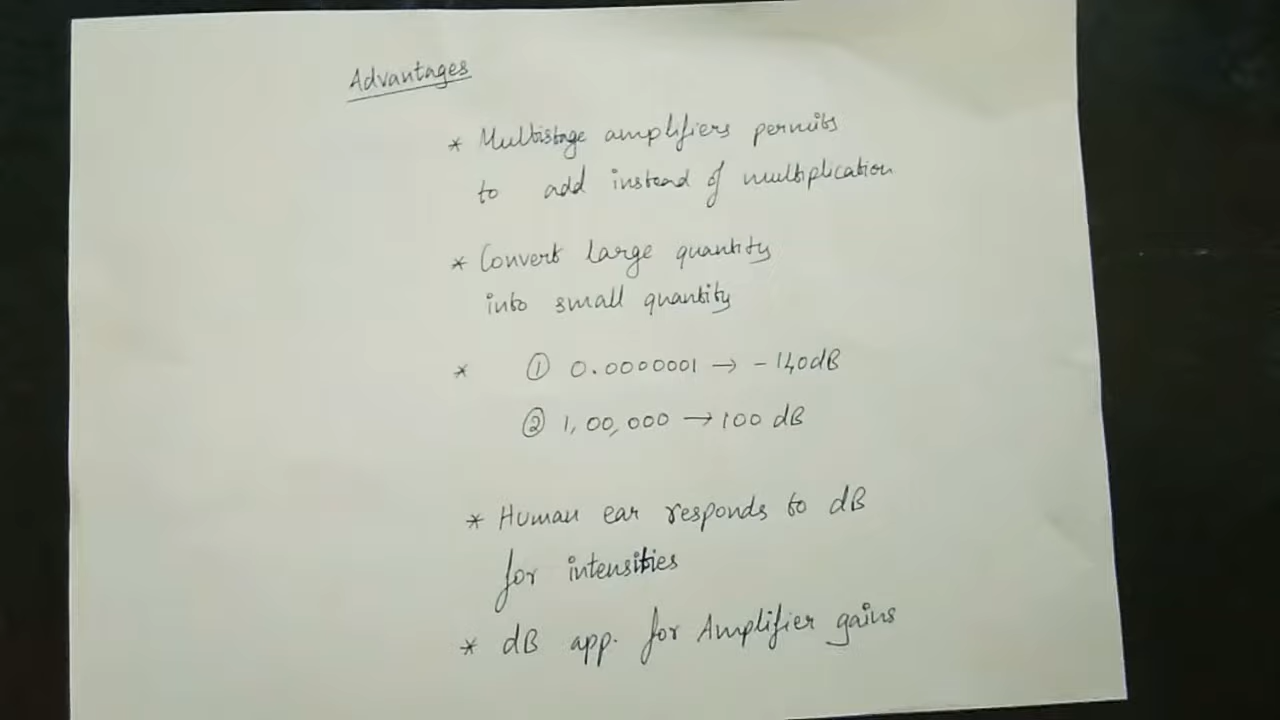 Advantages
* Multistage amplifiers permits
to add instead of multiplication
* Convert large quantity
into small quantity
* ① 0.0000001 → -140dB
② 1,00,000 → 100 dB
* Human ear responds to dB
for intensities
* dB app. for Amplifier gains